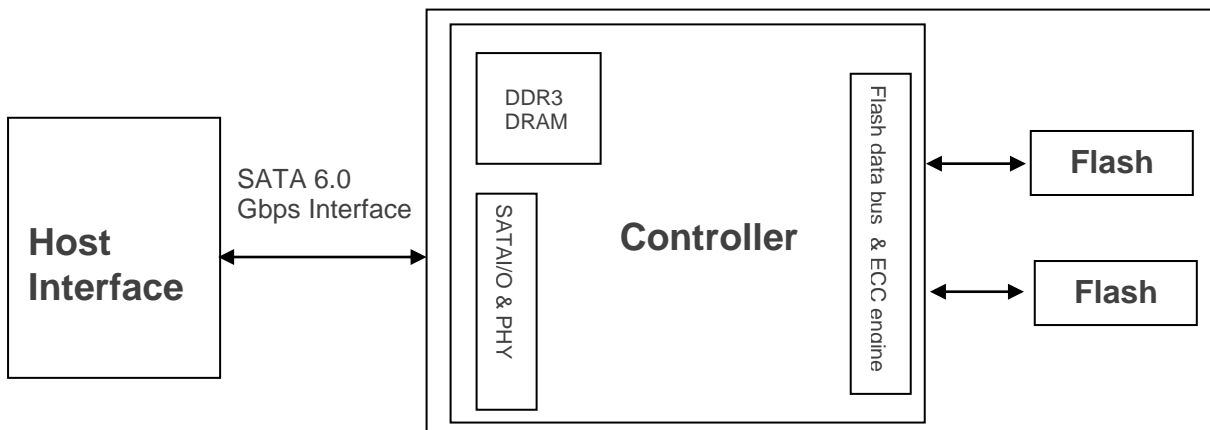 Host
Interface
SATA 6.0
Gbps Interface
DDR3
DRAM
SATAI/O & PHY
Controller
Flash data bus & ECC engine
Flash
Flash